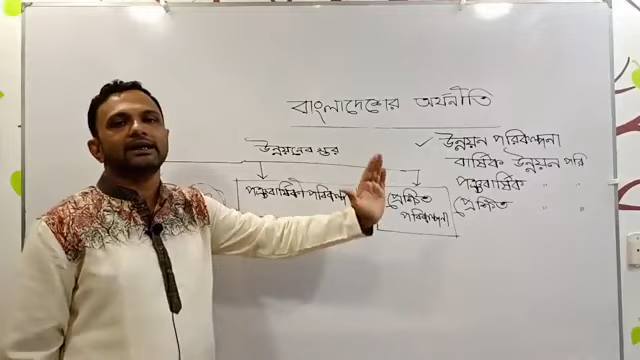 বাংলাদেশের অর্থনীতি
উন্নয়নের স্তর
পঞ্চবার্ষিকী পরিকল্পনা
প্রেক্ষিত
পরিকল্পনা
✓ উন্নয়ন পরিকল্পনা
বার্ষিক উন্নয়ন পরি
পঞ্চবার্ষিক " "
প্রেক্ষিত " "